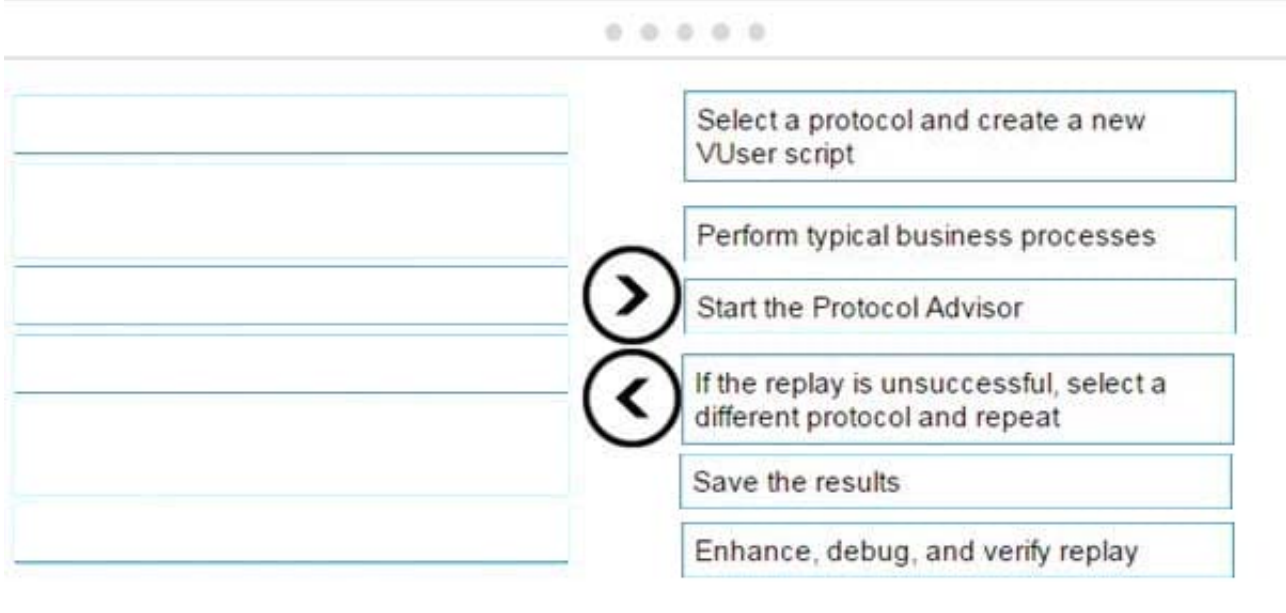 Select a protocol and create a new
VUser script
Perform typical business processes
Start the Protocol Advisor
If the replay is unsuccessful, select a
different protocol and repeat
Save the results
Enhance, debug, and verify replay